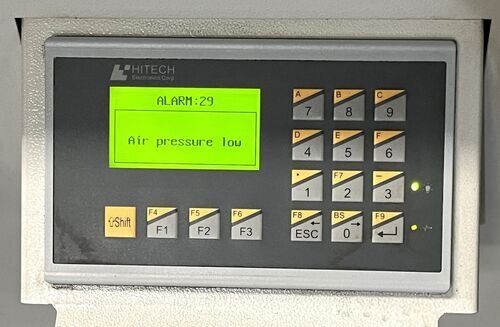 HITECH
Electronics Corp.
ALARM:29
Air pressure low
A B C
7 8 9
D E F
4 5 6
• F7 −
1 2 3
⇧Shift F4 F5 F6
F1 F2 F3
F8 ← BS → F9
ESC 0 ↵